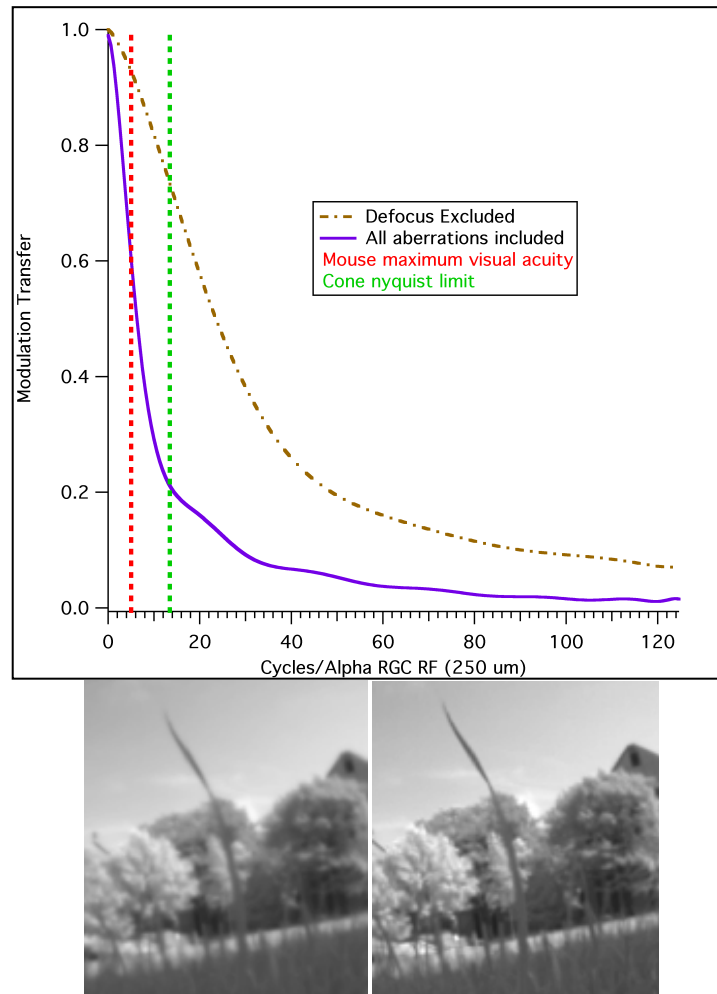 1.0
0.8
0.6
0.4
0.2
0.0
Modulation Transfer
Defocus Excluded
All aberrations included
Mouse maximum visual acuity
Cone nyquist limit
0 20 40 60 80 100 120
Cycles/Alpha RGC RF (250 um)